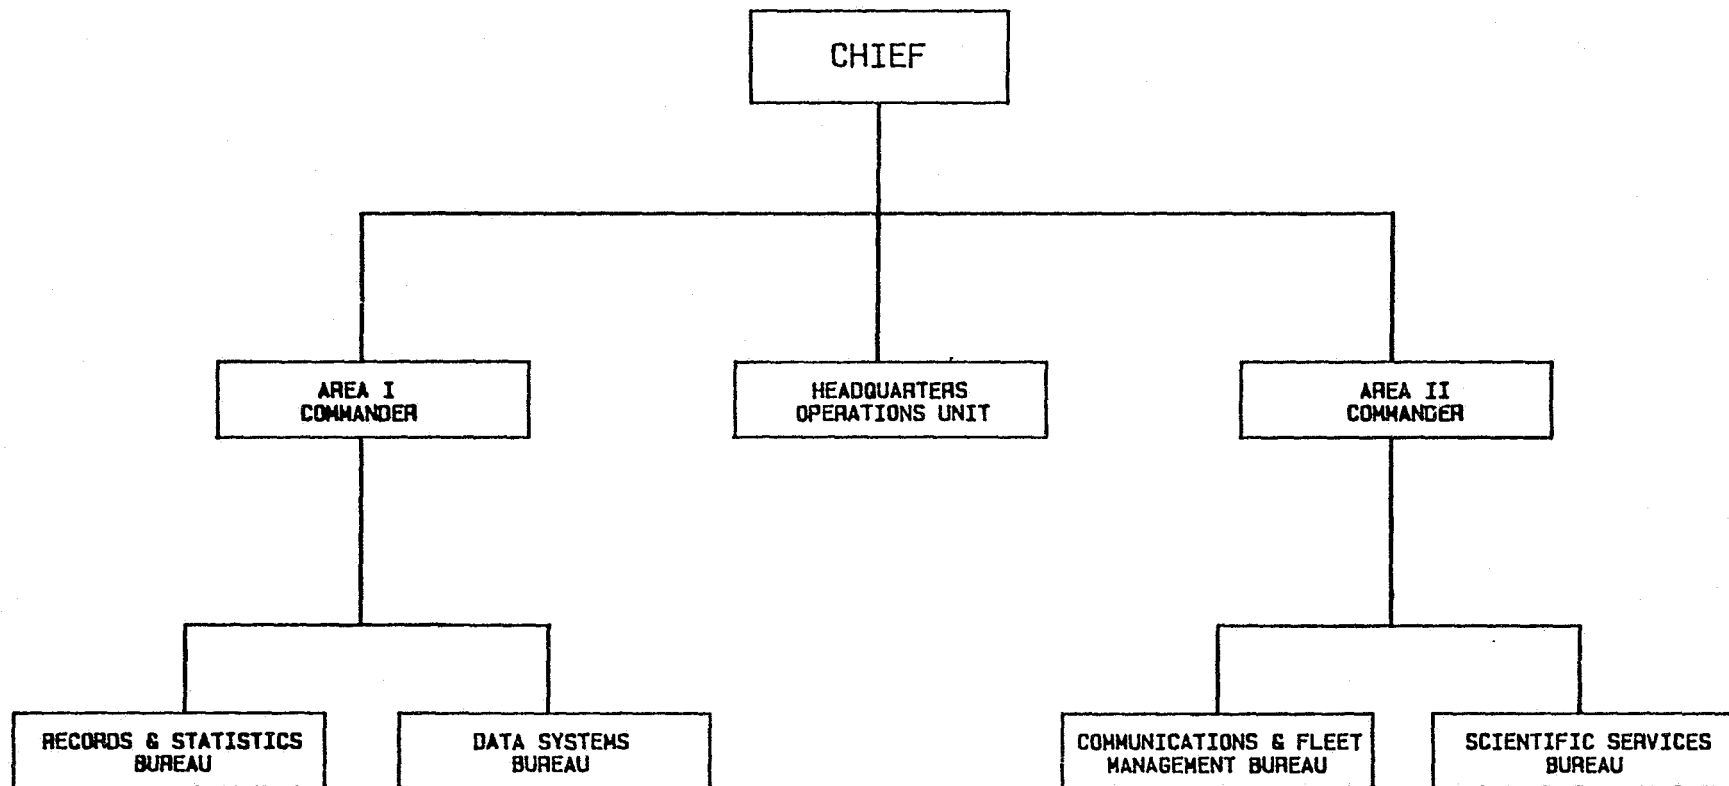 CHIEF
AREA I
COMMANDER
HEADQUARTERS
OPERATIONS UNIT
AREA II
COMMANDER
RECORDS & STATISTICS
BUREAU
DATA SYSTEMS
BUREAU
COMMUNICATIONS & FLEET
MANAGEMENT BUREAU
SCIENTIFIC SERVICES
BUREAU